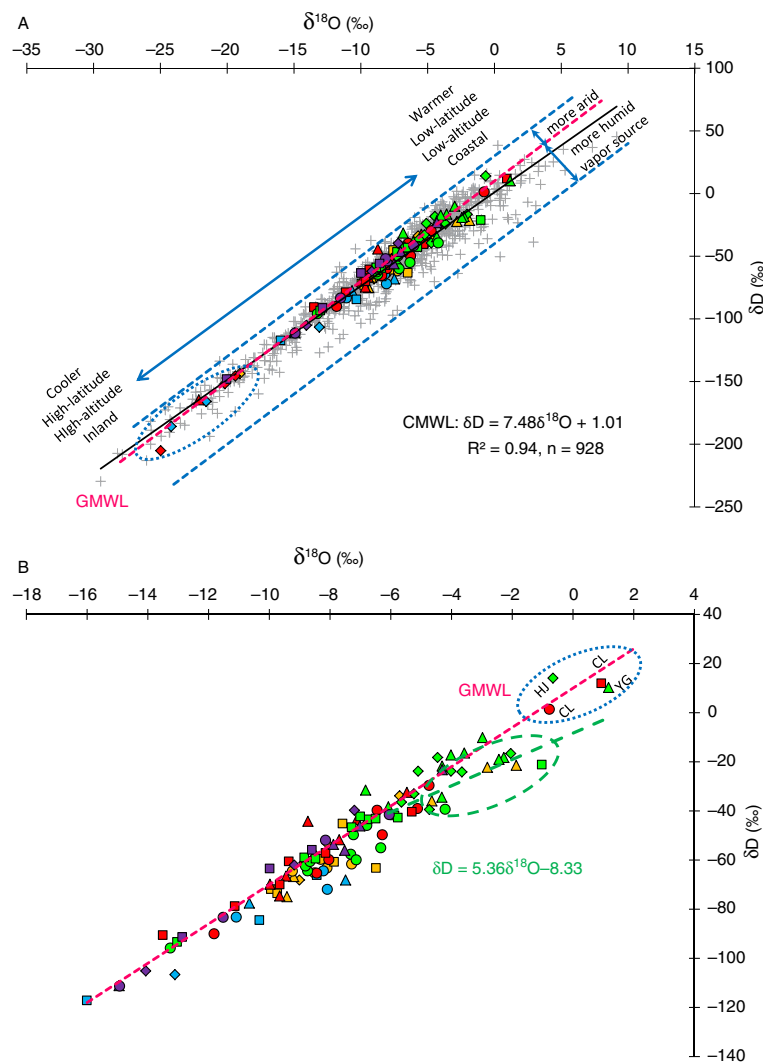 A
δ¹⁸O (‰)
−35 −30 −25 −20 −15 −10 −5 0 5 10 15
100
50
0
−50
−100
−150
−200
−250
δD (‰)
Warmer
Low-latitude
Low-altitude
Coastal
more arid
more humid
vapor source
Cooler
High-latitude
HIgh-altitude
Inland
CMWL: δD = 7.48δ¹⁸O + 1.01
R² = 0.94, n = 928
GMWL
B
δ¹⁸O (‰)
−18 −16 −14 −12 −10 −8 −6 −4 −2 0 2 4
40
20
0
−20
−40
−60
−80
−100
−120
−140
δD (‰)
GMWL
HJ
CL
YG
CL
δD = 5.36δ¹⁸O−8.33